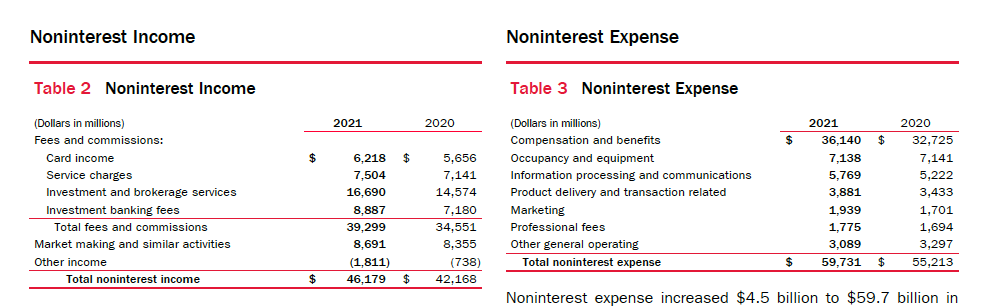 Noninterest Income
Table 2 Noninterest Income
(Dollars in millions) 2021 2020
Fees and commissions:
Card income $ 6,218 $ 5,656
Service charges 7,504 7,141
Investment and brokerage services 16,690 14,574
Investment banking fees 8,887 7,180
Total fees and commissions 39,299 34,551
Market making and similar activities 8,691 8,355
Other income (1,811) (738)
Total noninterest income $ 46,179 $ 42,168
Noninterest Expense
Table 3 Noninterest Expense
(Dollars in millions) 2021 2020
Compensation and benefits $ 36,140 $ 32,725
Occupancy and equipment 7,138 7,141
Information processing and communications 5,769 5,222
Product delivery and transaction related 3,881 3,433
Marketing 1,939 1,701
Professional fees 1,775 1,694
Other general operating 3,089 3,297
Total noninterest expense $ 59,731 $ 55,213
Noninterest expense increased $4.5 billion to $59.7 billion in